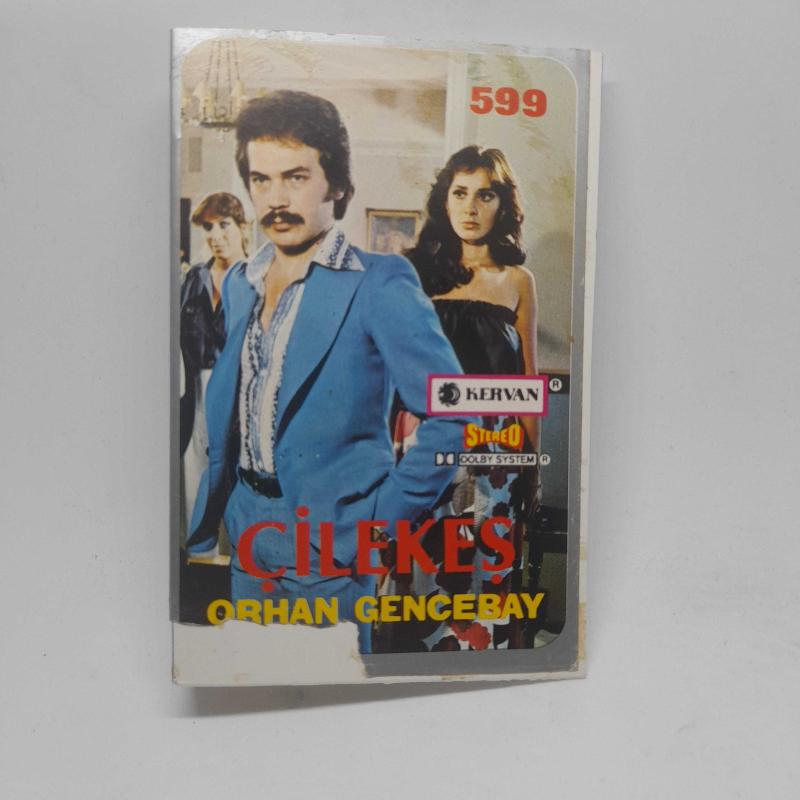 599
KERVAN ®
STEREO
DOLBY SYSTEM ®
ÇİLEKEŞ
ORHAN GENCEBAY